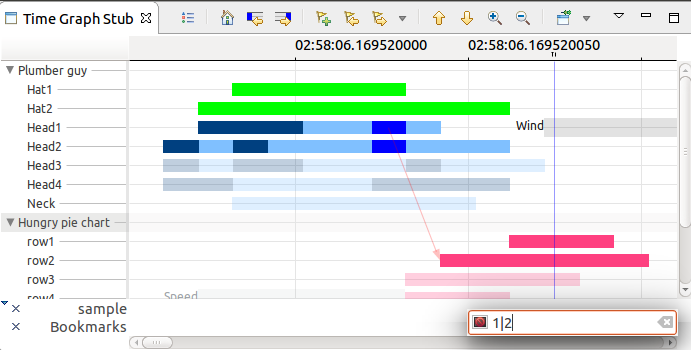 Time Graph Stub
02:58:06.169520000 02:58:06.169520050
Plumber guy
Hat1
Hat2
Head1 Wind
Head2
Head3
Head4
Neck
Hungry pie chart
row1
row2
row3
row4 Speed
sample
Bookmarks
1|2